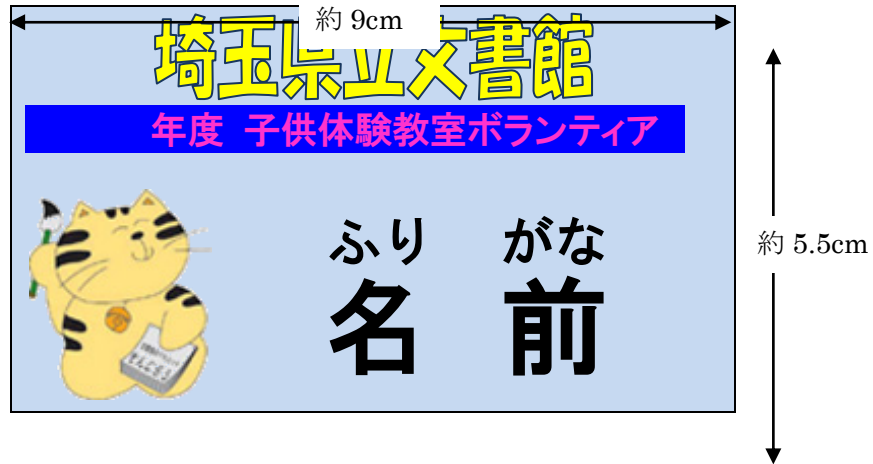 約 9cm
埼玉県立文書館
年度 子供体験教室ボランティア
ふり がな
名 前
約 5.5cm